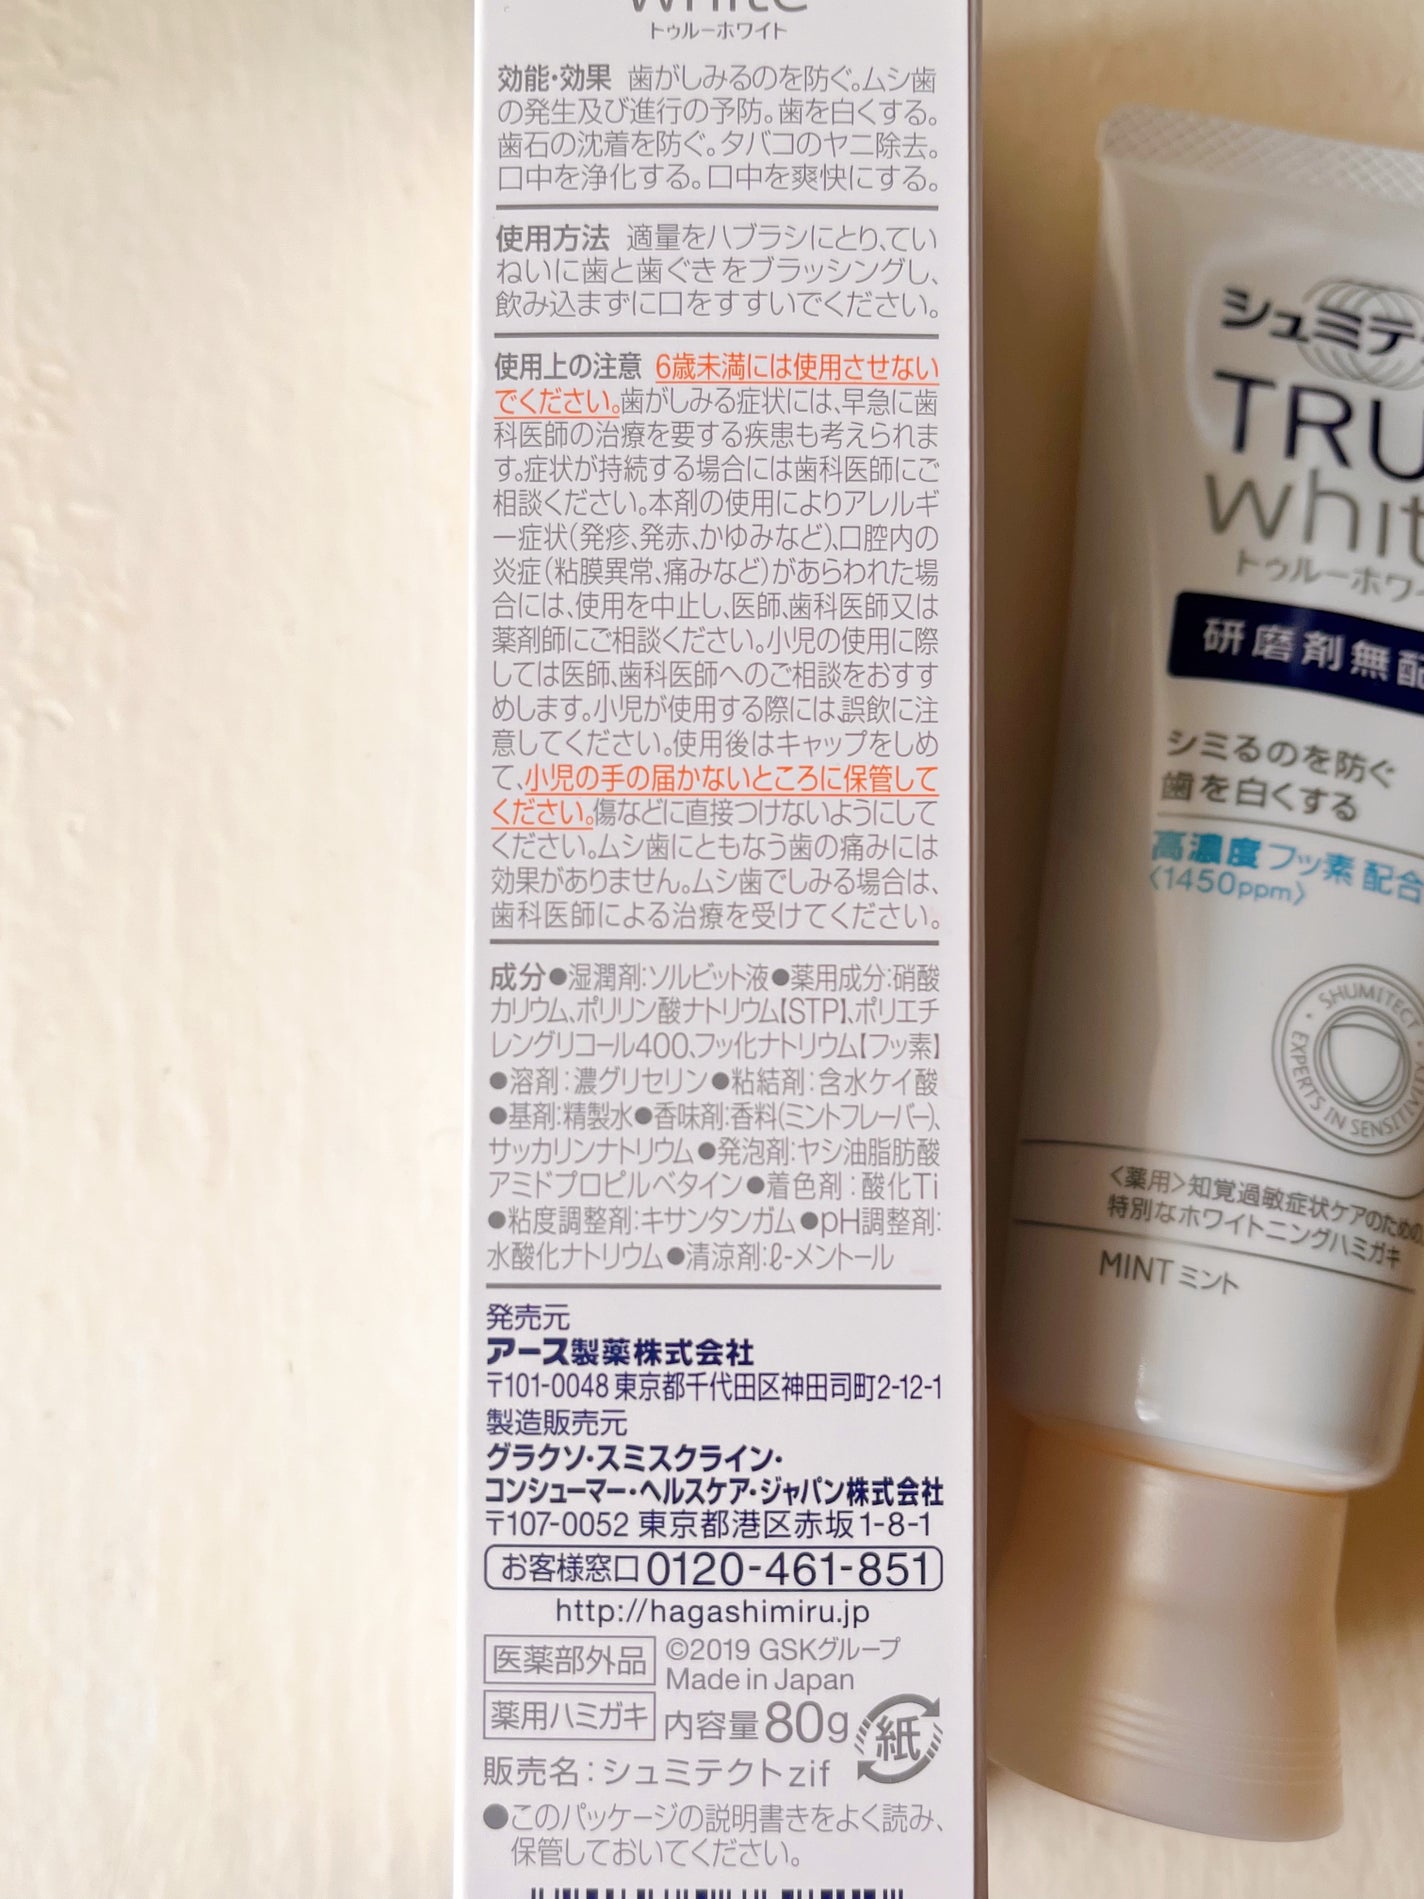 white
トゥルーホワイト
効能・効果 歯がしみるのを防ぐ。ムシ歯
の発生及び進行の予防。歯を白くする。
歯石の沈着を防ぐ。タバコのヤニ除去。
口中を浄化する。口中を爽快にする。
使用方法 適量をハブラシにとり、てい
ねいに歯と歯ぐきをブラッシングし、
飲み込まずに口をすすいでください。
使用上の注意 6歳未満には使用させない
でください。歯がしみる症状には、早急に歯
科医師の治療を要する疾患も考えられま
す。症状が持続する場合には歯科医師にご
相談ください。本剤の使用によりアレルギ
ー症状(発疹、発赤、かゆみなど)、口腔内の
炎症(粘膜異常、痛みなど)があらわれた場
合には、使用を中止し、医師、歯科医師又は
薬剤師にご相談ください。小児の使用に際
しては医師、歯科医師へのご相談をおすす
めします。小児が使用する際には、誤飲に注
意してください。使用後はキャップをしめ
て、小児の手の届かないところに保管して
ください。傷などに直接つけないようにして
ください。ムシ歯にともなう歯の痛みには
効果がありません。ムシ歯でしみる場合は、
歯科医師による治療を受けてください。
成分●湿潤剤:ソルビット液●薬用成分:硝酸
カリウム、ポリリン酸ナトリウム【STP】、ポリエチ
レングリコール400、フッ化ナトリウム【フッ素】
●溶剤:濃グリセリン●粘結剤:含水ケイ酸
●基剤:精製水●香味剤:香料(ミントフレーバー)、
サッカリンナトリウム●発泡剤:ヤシ油脂肪酸
アミドプロピルベタイン●着色剤:酸化Ti
●粘度調整剤:キサンタンガム●pH調整剤:
水酸化ナトリウム●清涼剤:ℓ-メントール
発売元
アース製薬株式会社
〒101-0048 東京都千代田区神田司町2-12-1
製造販売元
グラクソ・スミスクライン・
コンシューマー・ヘルスケア・ジャパン株式会社
〒107-0052 東京都港区赤坂1-8-1
お客様窓口 0120-461-851
http://hagashimiru.jp
医薬部外品 ©2019 GSKグループ
Made in Japan
薬用ハミガキ 内容量80g 紙
販売名:シュミテクトzif
●このパッケージの説明書きをよく読み、
保管しておいてください。
シュミテ
TRU
whit
トゥルーホワ
研磨剤無配
シミるのを防ぐ
歯を白くする
高濃度フッ素配合
〈1450ppm〉
SHUMITECT
EXPERTS IN SENSITIVITY
〈薬用〉知覚過敏症状ケアのための
特別なホワイトニングハミガキ
MINT ミント